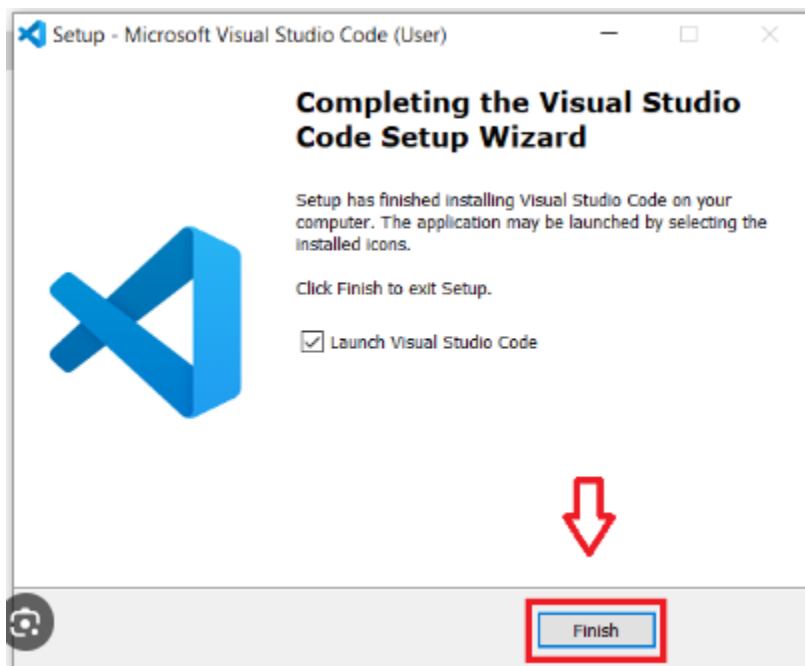 Setup - Microsoft Visual Studio Code (User)
Completing the Visual Studio
Code Setup Wizard
Setup has finished installing Visual Studio Code on your
computer. The application may be launched by selecting the
installed icons.
Click Finish to exit Setup.
Launch Visual Studio Code
Finish